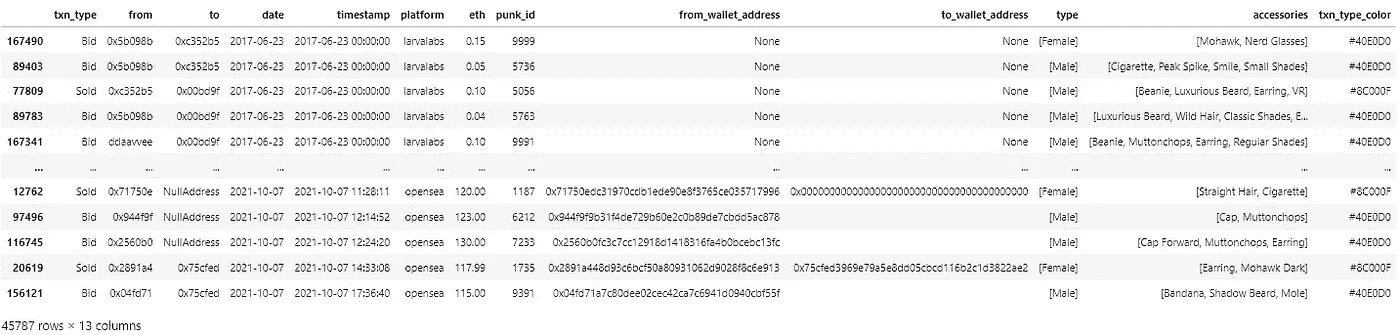 txn_type from to date timestamp platform eth punk_id from_wallet_address to_wallet_address type accessories txn_type_color
167490 Bid 0x5b098b 0xc352b5 2017-06-23 2017-06-23 00:00:00 larvalabs 0.15 9999 None None [Female] [Mohawk, Nerd Glasses] #40E0D0
89403 Bid 0x5b098b 0xc352b5 2017-06-23 2017-06-23 00:00:00 larvalabs 0.05 5736 None None [Male] [Cigarette, Peak Spike, Smile, Small Shades] #40E0D0
77809 Sold 0xc352b5 0x00bd9f 2017-06-23 2017-06-23 00:00:00 larvalabs 0.10 5056 None None [Male] [Beanie, Luxurious Beard, Earring, VR] #8C000F
89783 Bid 0x5b098b 0x00bd9f 2017-06-23 2017-06-23 00:00:00 larvalabs 0.04 5763 None None [Male] [Luxurious Beard, Wild Hair, Classic Shades, E... #40E0D0
167341 Bid ddaavvee 0x00bd9f 2017-06-23 2017-06-23 00:00:00 larvalabs 0.10 9991 None None [Male] [Beanie, Muttonchops, Earring, Regular Shades] #40E0D0
... ... ... ... ... ... ... ... ... ... ... ... ... ...
12762 Sold 0x71750e NullAddress 2021-10-07 2021-10-07 11:28:11 opensea 120.00 1187 0x71750edc31970cdb1ede90e8f3765ce035717996 0x0000000000000000000000000000000000000000 [Female] [Straight Hair, Cigarette] #8C000F
97496 Bid 0x944f9f NullAddress 2021-10-07 2021-10-07 12:14:52 opensea 123.00 6212 0x944f9f9b31f4de729b60e2c0b89de7cbdd5ac878 [Male] [Cap, Muttonchops] #40E0D0
116745 Bid 0x2560b0 NullAddress 2021-10-07 2021-10-07 12:24:20 opensea 130.00 7233 0x2560b0fc3c7cc12918d1418316fa4b0bcebc13fc [Male] [Cap Forward, Muttonchops, Earring] #40E0D0
20619 Sold 0x2891a4 0x75cfed 2021-10-07 2021-10-07 14:33:08 opensea 117.99 1735 0x2891a448d93c6bcf50a80931062d9028f8c6e913 0x75cfed3969e79a5e8dd05cbcd116b2c1d3822ae2 [Female] [Earring, Mohawk Dark] #8C000F
156121 Bid 0x04fd71 0x75cfed 2021-10-07 2021-10-07 17:36:40 opensea 115.00 9391 0x04fd71a7c80dee02cec42ca7c6941d0940cbf55f [Male] [Bandana, Shadow Beard, Mole] #40E0D0
45787 rows × 13 columns